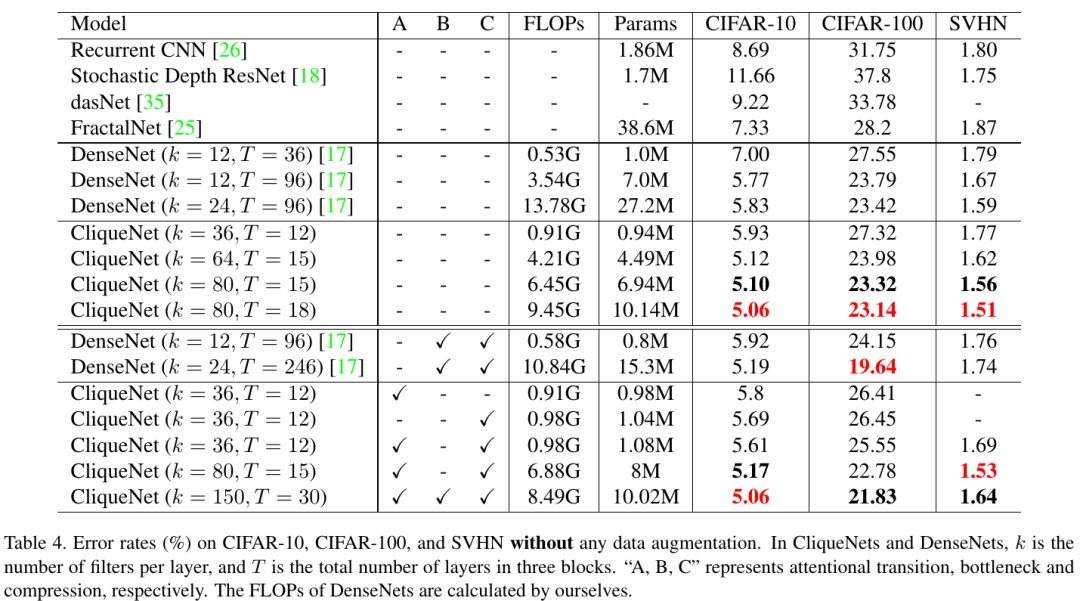 Model A B C FLOPs Params CIFAR-10 CIFAR-100 SVHN
Recurrent CNN [26] - - - - 1.86M 8.69 31.75 1.80
Stochastic Depth ResNet [18] - - - - 1.7M 11.66 37.8 1.75
dasNet [35] - - - - - 9.22 33.78 -
FractalNet [25] - - - - 38.6M 7.33 28.2 1.87
DenseNet (k = 12, T = 36) [17] - - - 0.53G 1.0M 7.00 27.55 1.79
DenseNet (k = 12, T = 96) [17] - - - 3.54G 7.0M 5.77 23.79 1.67
DenseNet (k = 24, T = 96) [17] - - - 13.78G 27.2M 5.83 23.42 1.59
CliqueNet (k = 36, T = 12) - - - 0.91G 0.94M 5.93 27.32 1.77
CliqueNet (k = 64, T = 15) - - - 4.21G 4.49M 5.12 23.98 1.62
CliqueNet (k = 80, T = 15) - - - 6.45G 6.94M 5.10 23.32 1.56
CliqueNet (k = 80, T = 18) - - - 9.45G 10.14M 5.06 23.14 1.51
DenseNet (k = 12, T = 96) [17] - ✓ ✓ 0.58G 0.8M 5.92 24.15 1.76
DenseNet (k = 24, T = 246) [17] - ✓ ✓ 10.84G 15.3M 5.19 19.64 1.74
CliqueNet (k = 36, T = 12) ✓ - - 0.91G 0.98M 5.8 26.41 -
CliqueNet (k = 36, T = 12) - - ✓ 0.98G 1.04M 5.69 26.45 -
CliqueNet (k = 36, T = 12) ✓ - ✓ 0.98G 1.08M 5.61 25.55 1.69
CliqueNet (k = 80, T = 15) ✓ - ✓ 6.88G 8M 5.17 22.78 1.53
CliqueNet (k = 150, T = 30) ✓ ✓ ✓ 8.49G 10.02M 5.06 21.83 1.64
Table 4. Error rates (%) on CIFAR-10, CIFAR-100, and SVHN without any data augmentation. In CliqueNets and DenseNets, k is the
number of filters per layer, and T is the total number of layers in three blocks. “A, B, C” represents attentional transition, bottleneck and
compression, respectively. The FLOPs of DenseNets are calculated by ourselves.